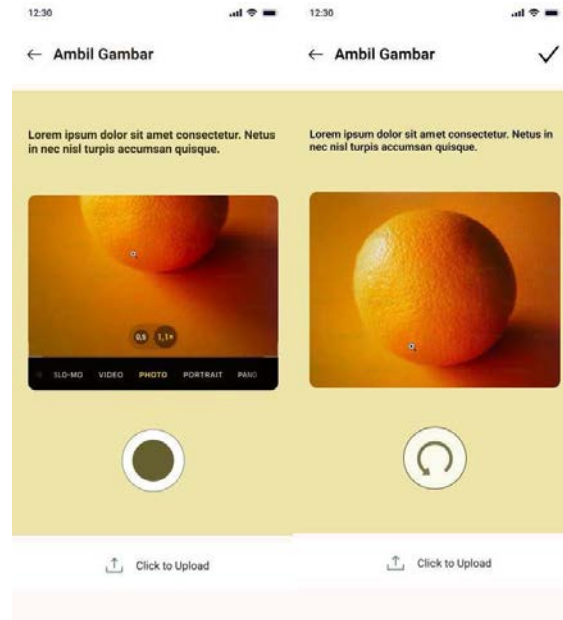 12:30
← Ambil Gambar
Lorem ipsum dolor sit amet consectetur. Netus
in nec nisl turpis accumsan quisque.
0,5 1,1×
SLO-MO VIDEO PHOTO PORTRAIT PANO
Click to Upload
12:30
← Ambil Gambar
Lorem ipsum dolor sit amet consectetur. Netus in
nec nisl turpis accumsan quisque.
Click to Upload